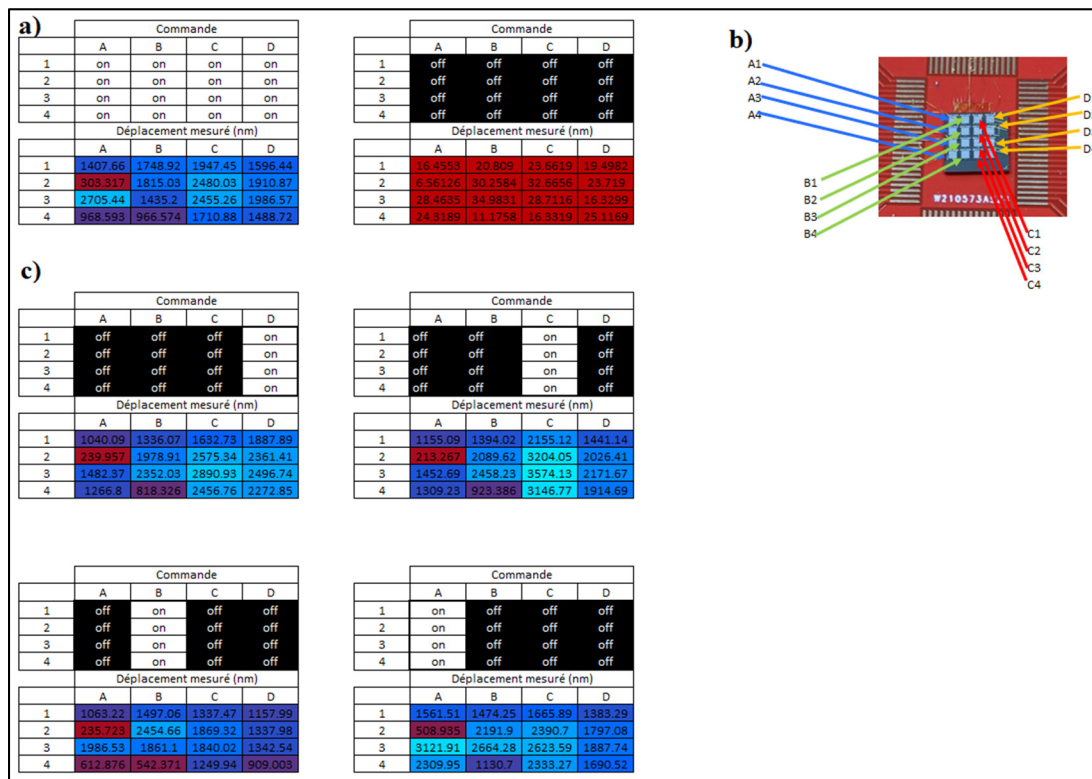 a)
Commande
A B C D
1 on on on on
2 on on on on
3 on on on on
4 on on on on
Déplacement mesuré (nm)
A B C D
1 1407.66 1748.92 1947.45 1596.44
2 303.317 1815.03 2480.03 1910.87
3 2705.44 1435.2 2455.26 1986.57
4 968.593 966.574 1710.88 1488.72
Commande
A B C D
1 off off off off
2 off off off off
3 off off off off
4 off off off off
Déplacement mesuré (nm)
A B C D
1 16.4553 20.809 23.6619 19.4982
2 6.56126 30.2584 32.6656 23.719
3 28.4635 34.9831 28.7116 16.3299
4 24.3189 11.1758 16.3319 25.1169
b)
A1
A2
A3
A4
D
D
D
D
B1
B2
B3
B4
C1
C2
C3
C4
c)
Commande
A B C D
1 off off off on
2 off off off on
3 off off off on
4 off off off on
Déplacement mesuré (nm)
A B C D
1 1040.09 1336.07 1632.73 1887.89
2 239.957 1978.91 2575.34 2361.41
3 1482.37 2352.03 2890.93 2496.74
4 1266.8 818.326 2456.76 2272.85
Commande
A B C D
1 off off on off
2 off off on off
3 off off on off
4 off off on off
Déplacement mesuré (nm)
A B C D
1 1155.09 1394.02 2155.12 1441.14
2 213.267 2089.62 3204.05 2026.41
3 1452.69 2458.23 3574.13 2171.67
4 1309.23 923.386 3146.77 1914.69
Commande
A B C D
1 off on off off
2 off on off off
3 off on off off
4 off on off off
Déplacement mesuré (nm)
A B C D
1 1063.22 1497.06 1337.47 1157.99
2 235.723 2454.66 1869.32 1337.98
3 1986.53 1861.1 1840.02 1342.54
4 612.876 542.371 1249.94 909.003
Commande
A B C D
1 on off off off
2 on off off off
3 on off off off
4 on off off off
Déplacement mesuré (nm)
A B C D
1 1561.51 1474.25 1665.89 1383.29
2 508.935 2191.9 2390.7 1797.08
3 3121.91 2664.28 2623.59 1887.74
4 2309.95 1130.7 2333.27 1690.52